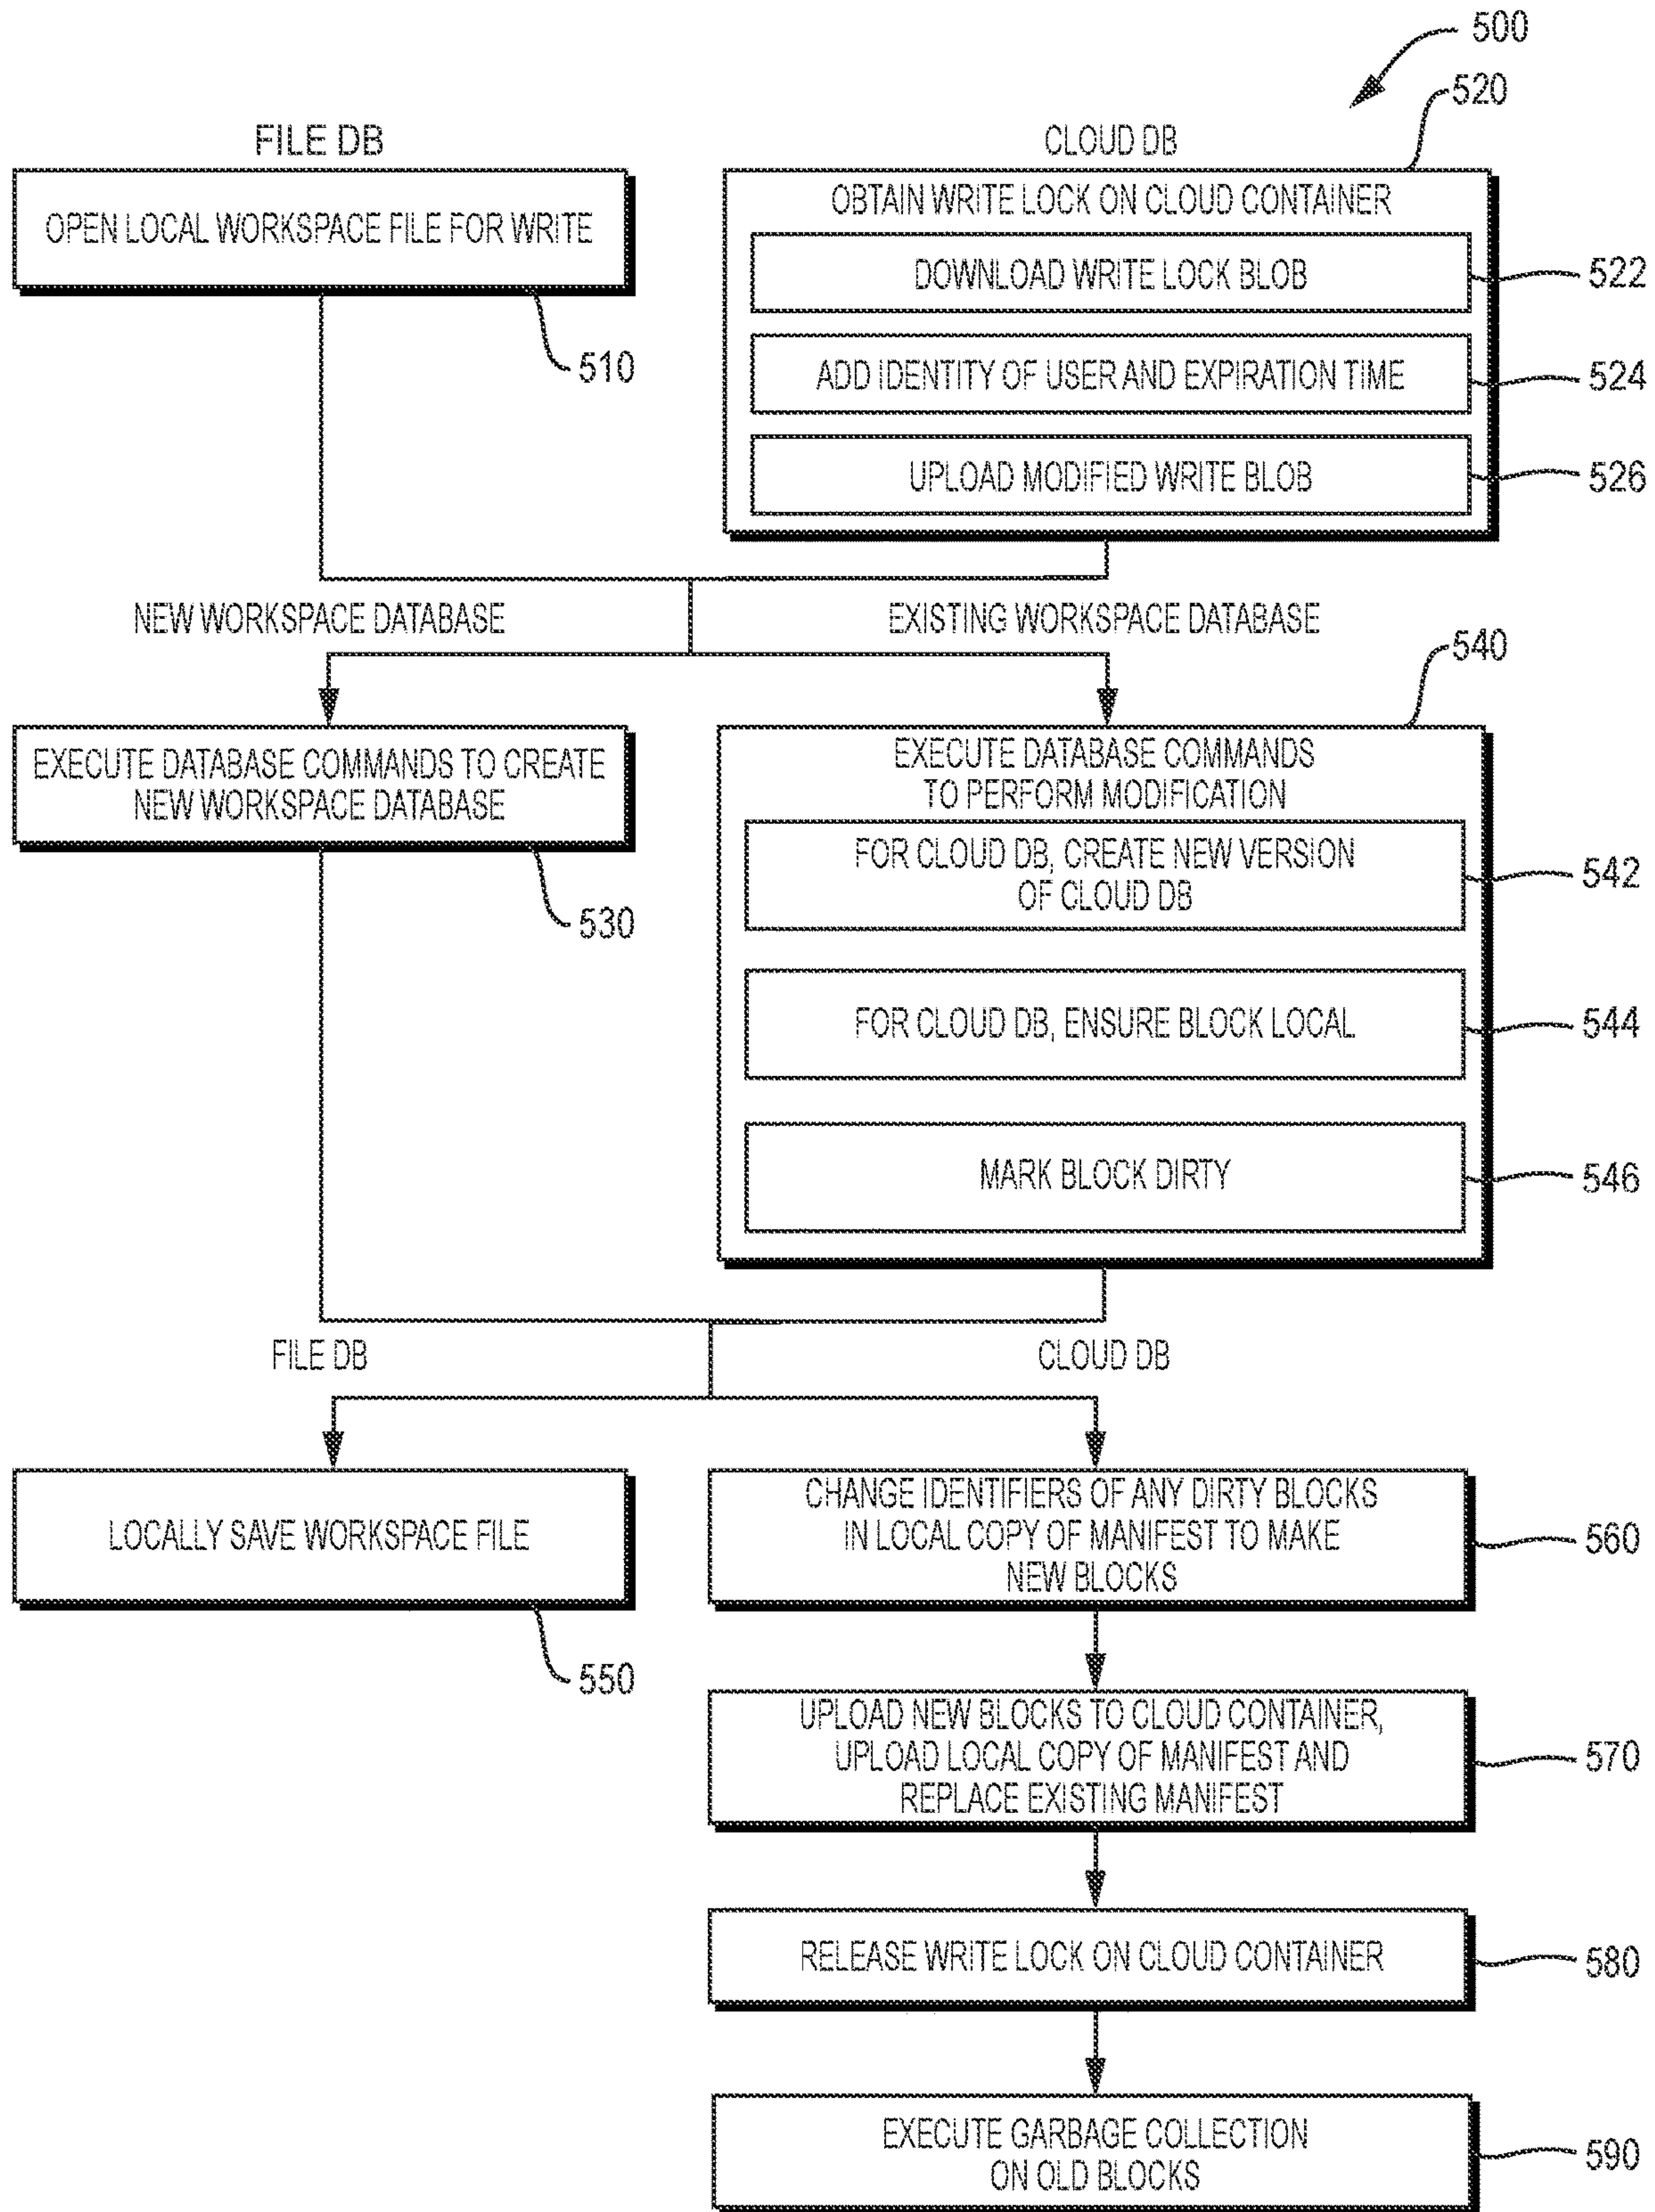 500
520
FILE DB
CLOUD DB
OPEN LOCAL WORKSPACE FILE FOR WRITE
510
OBTAIN WRITE LOCK ON CLOUD CONTAINER
DOWNLOAD WRITE LOCK BLOB
522
ADD IDENTITY OF USER AND EXPIRATION TIME
524
UPLOAD MODIFIED WRITE BLOB
526
NEW WORKSPACE DATABASE
EXISTING WORKSPACE DATABASE
540
EXECUTE DATABASE COMMANDS TO CREATE
NEW WORKSPACE DATABASE
530
EXECUTE DATABASE COMMANDS
TO PERFORM MODIFICATION
FOR CLOUD DB, CREATE NEW VERSION
OF CLOUD DB
542
FOR CLOUD DB, ENSURE BLOCK LOCAL
544
MARK BLOCK DIRTY
546
FILE DB
CLOUD DB
LOCALLY SAVE WORKSPACE FILE
550
CHANGE IDENTIFIERS OF ANY DIRTY BLOCKS
IN LOCAL COPY OF MANIFEST TO MAKE
NEW BLOCKS
560
UPLOAD NEW BLOCKS TO CLOUD CONTAINER,
UPLOAD LOCAL COPY OF MANIFEST AND
REPLACE EXISTING MANIFEST
570
RELEASE WRITE LOCK ON CLOUD CONTAINER
580
EXECUTE GARBAGE COLLECTION
ON OLD BLOCKS
590